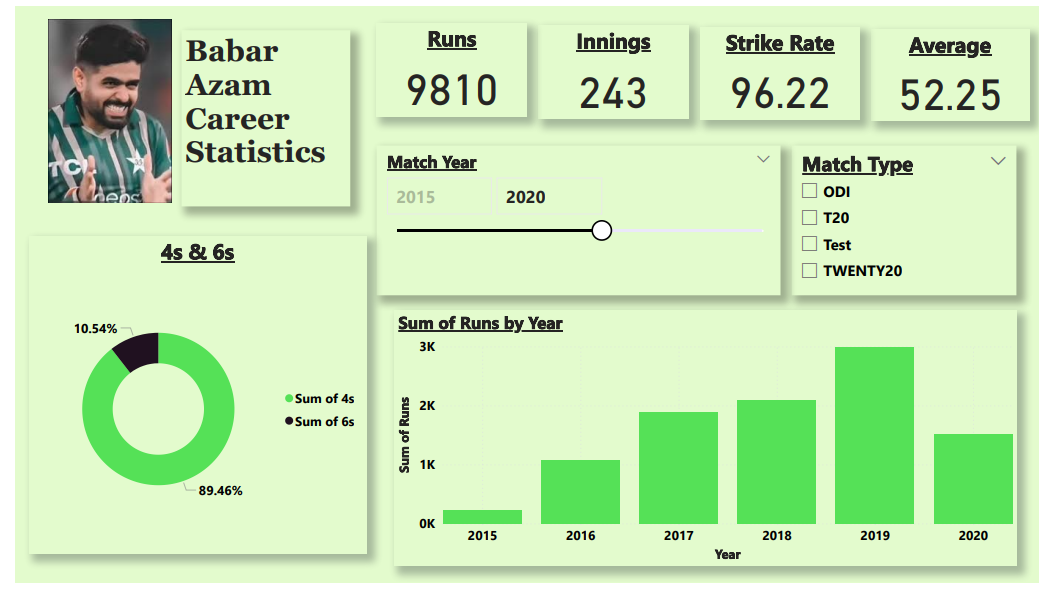 Babar
Azam
Career
Statistics
Runs
9810
Innings
243
Strike Rate
96.22
Average
52.25
Match Year
2015
2020
Match Type
ODI
T20
Test
TWENTY20
4s & 6s
10.54%
89.46%
Sum of 4s
Sum of 6s
Sum of Runs by Year
Sum of Runs
3K
2K
1K
0K
2015 2016 2017 2018 2019 2020
Year